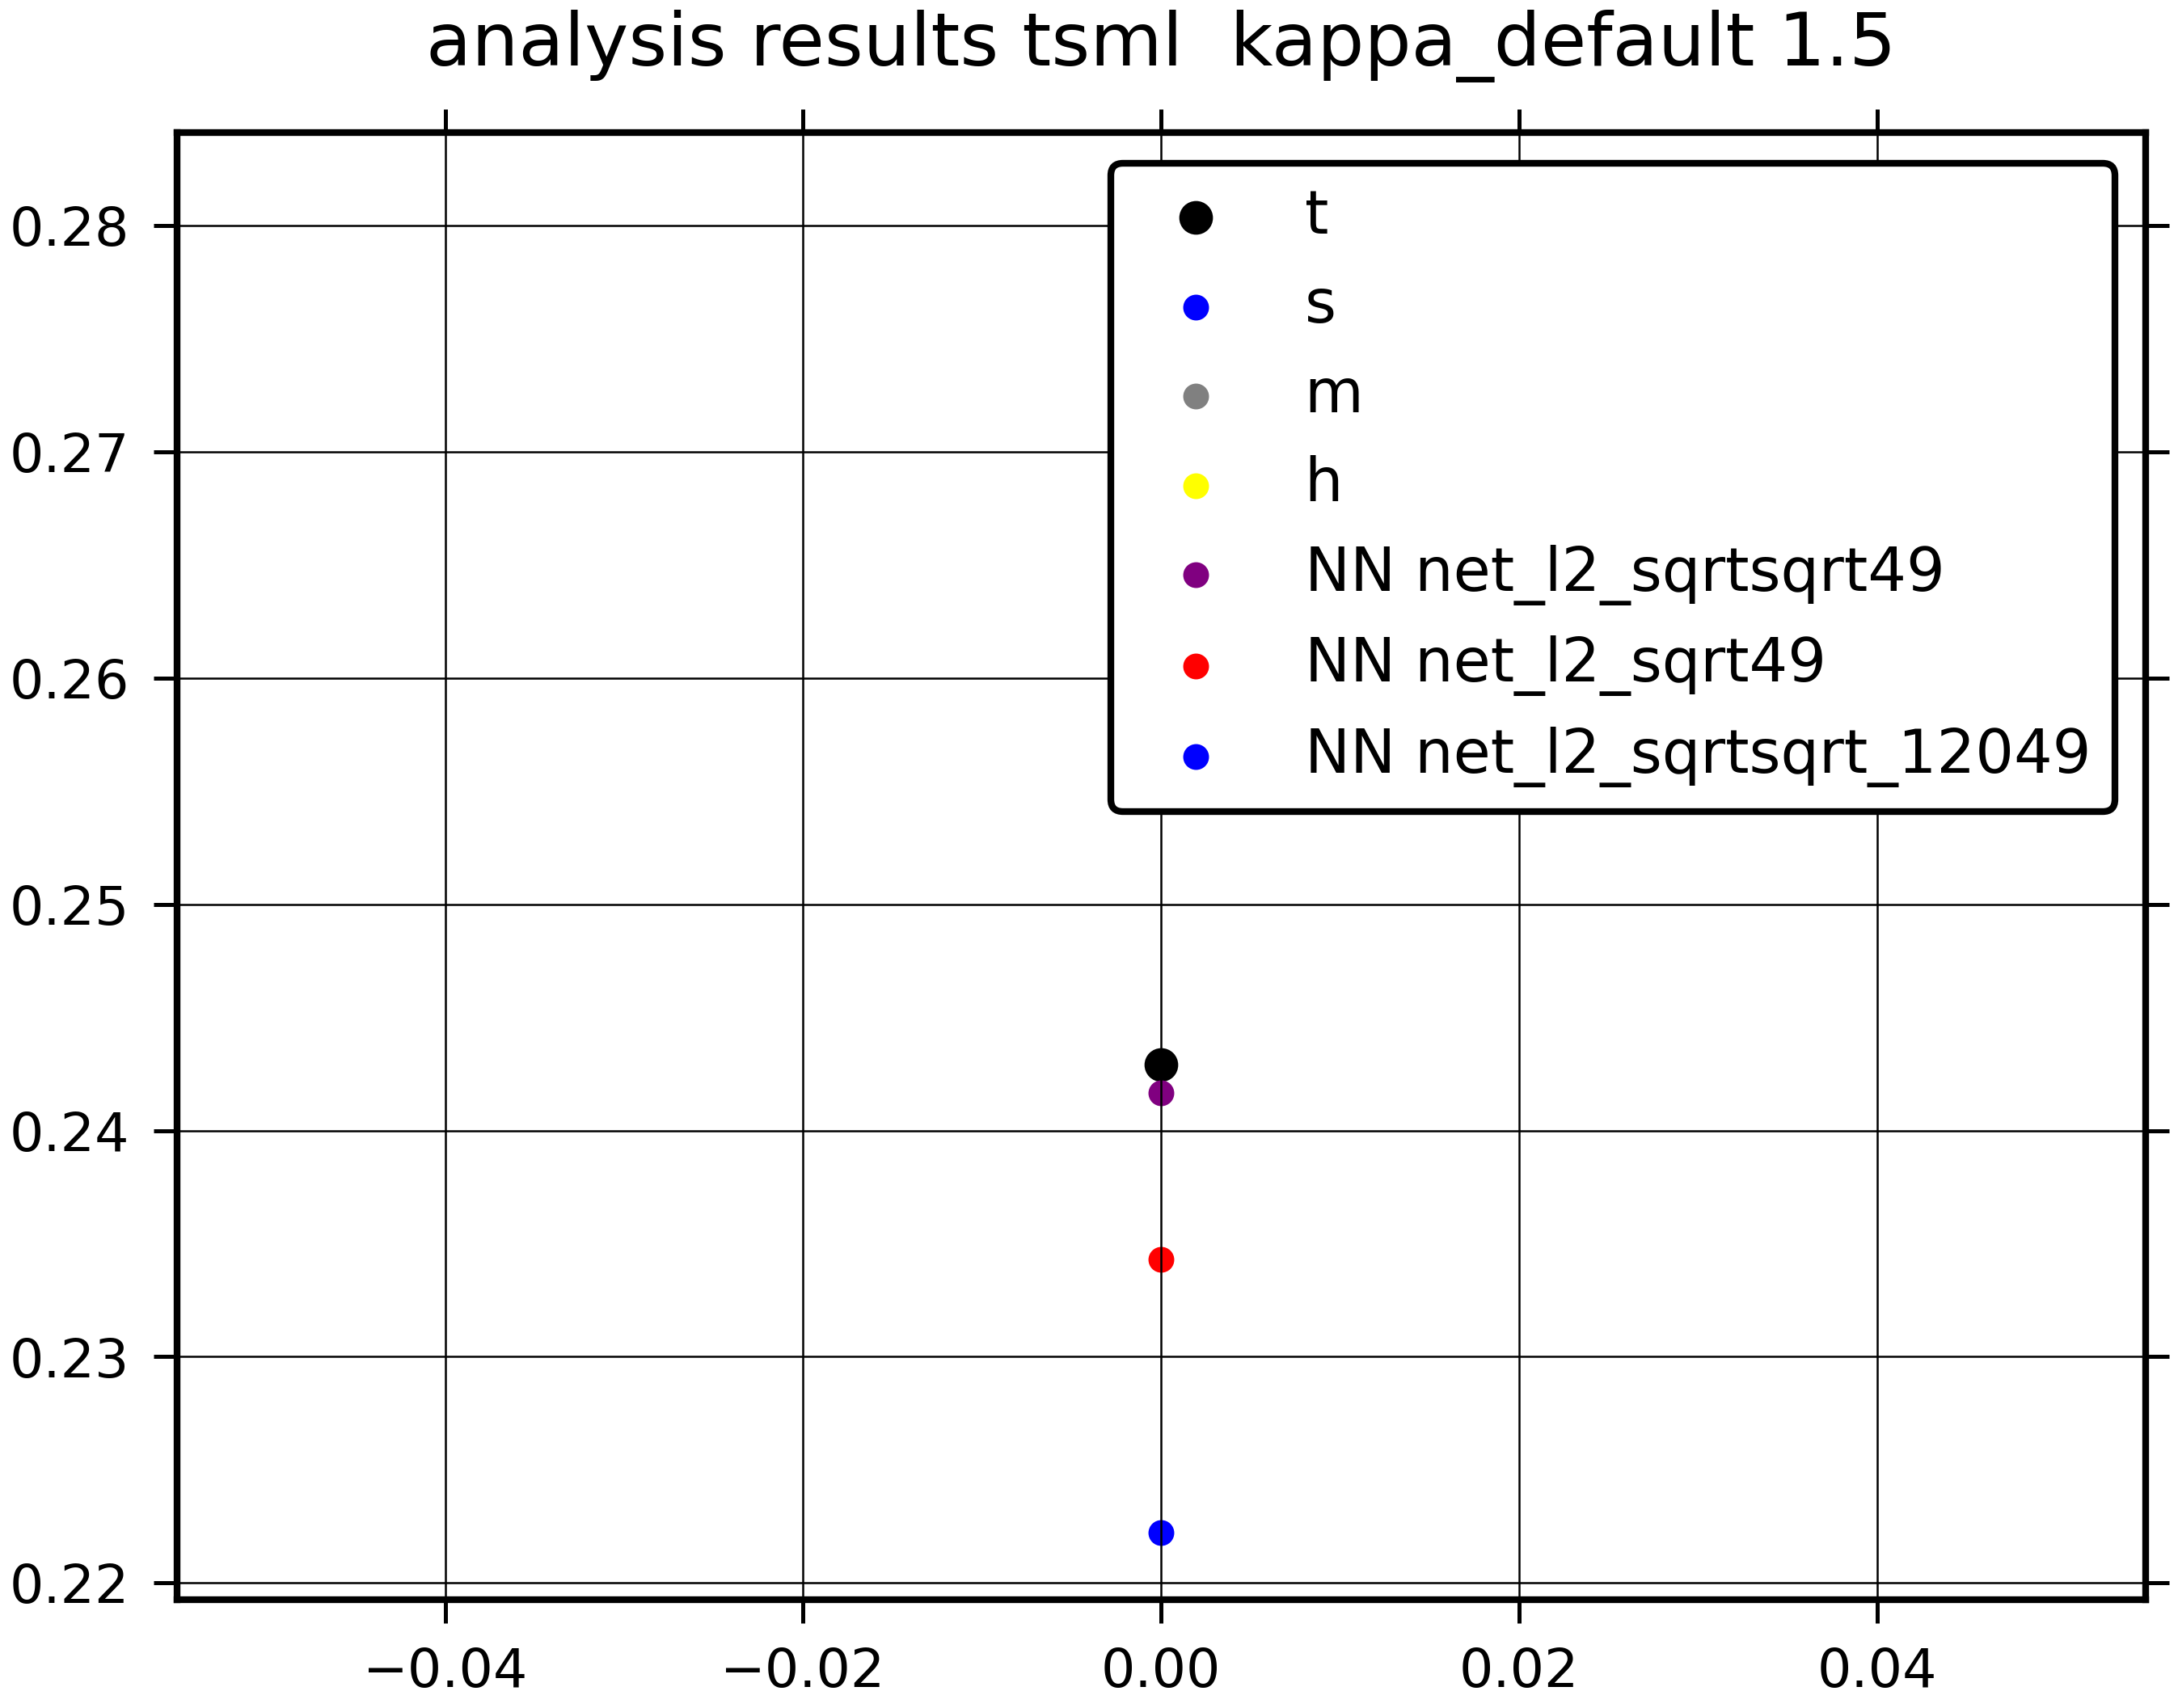 analysis results tsml  kappa_default 1.5
0.28
0.27
0.26
0.25
0.24
0.23
0.22
t
s
m
h
NN net_l2_sqrtsqrt49
NN net_l2_sqrt49
NN net_l2_sqrtsqrt_12049
−0.04
−0.02
0.00
0.02
0.04